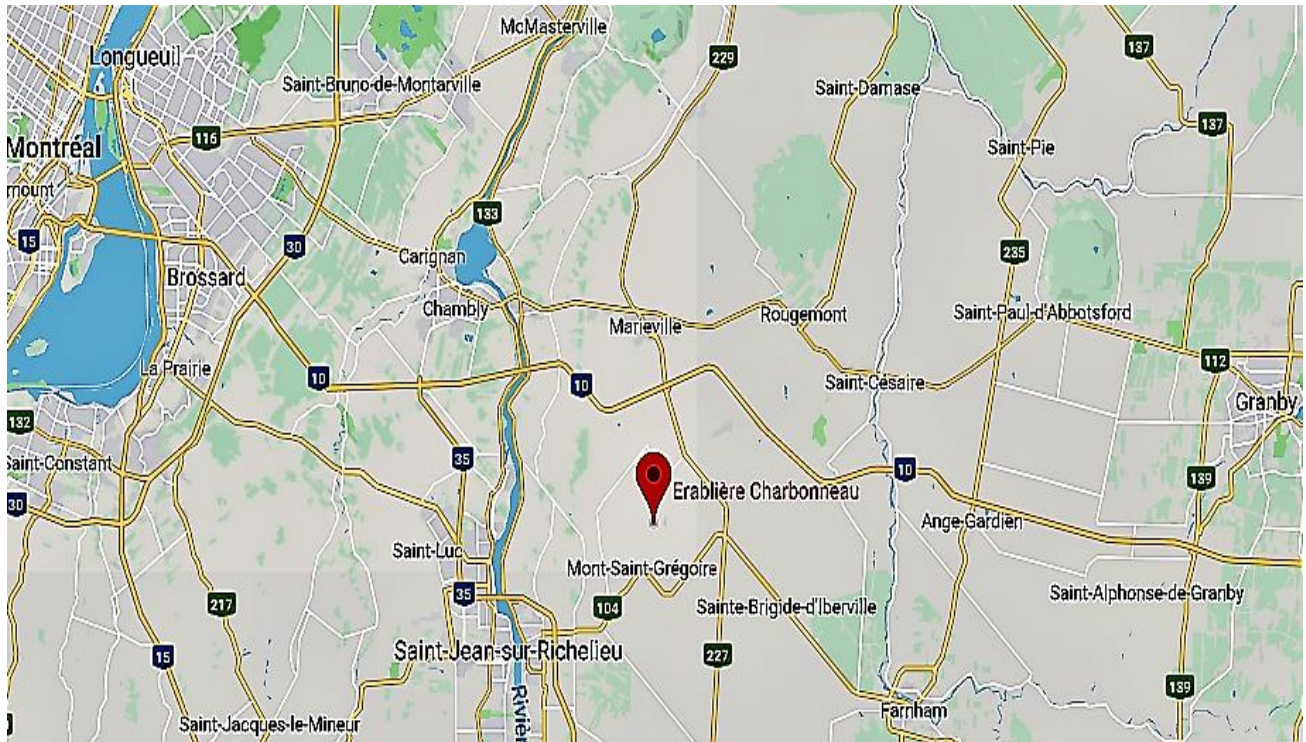 McMasterville
Longueuil
137
229
Saint-Bruno-de-Montarville
Saint-Damase
137
116
Saint-Pie
Montréal
mount
133
15
30
235
Carignan
Brossard
Chambly
Marieville
Rougemont
Saint-Paul-d'Abbotsford
La Prairie
10
10
Saint-Césaire
112
Granby
132
Saint-Constant
35
10
139
Erablière Charbonneau
30
Ange-Gardien
Saint-Luc
Mont-Saint-Grégoire
35
217
104
Sainte-Brigide-d'Iberville
Saint-Alphonse-de-Granby
Saint-Jean-sur-Richelieu
15
227
139
Riviè
Farnham
Saint-Jacques-le-Mineur